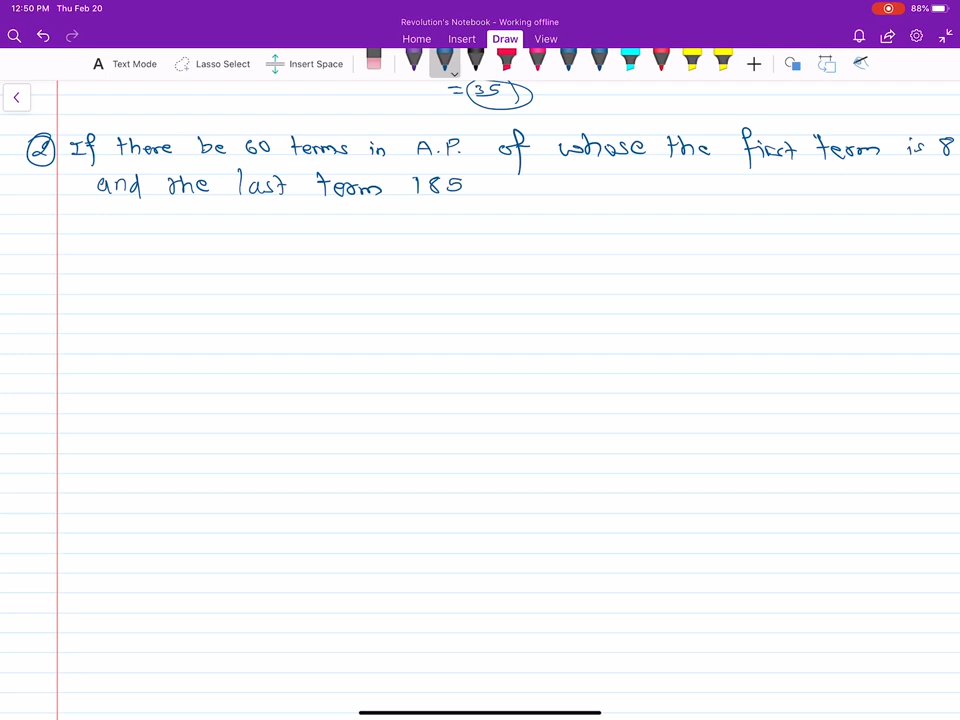 12:50 PM Thu Feb 20
88%
Revolution's Notebook - Working offline
Home Insert Draw View
A Text Mode Lasso Select Insert Space
= 35
2 If there be 60 terms in A.P. of whose the first term is 8
and the last term 185